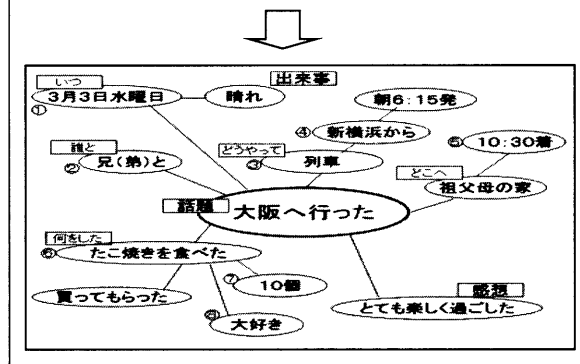 いつ
出来事
3月3日水曜日
晴れ
①
朝6:15発
④
新横浜から
⑤
10:30着
誰と
②
兄(弟)と
どうやって
③
列車
どこへ
祖父母の家
話題
大阪へ行った
何をした
⑥
たこ焼きを食べた
⑦
10個
買ってもらった
大好き
感想
とても楽しく過ごした